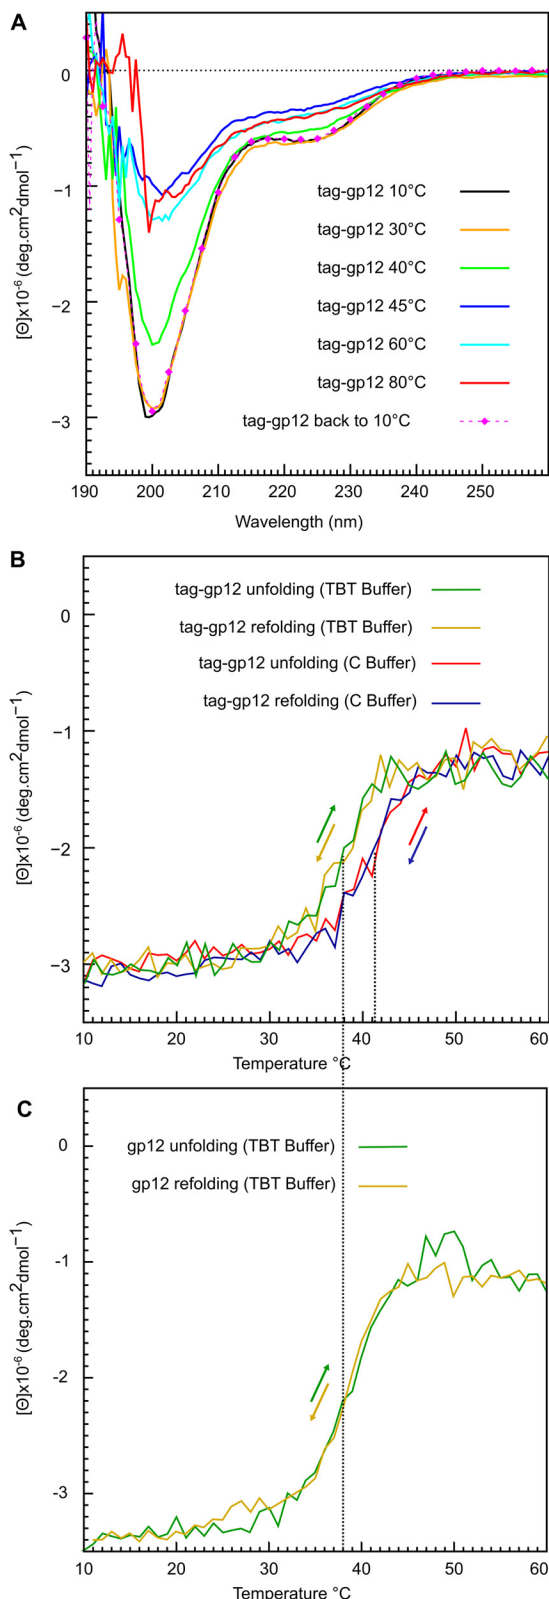 A
0
−1
−2
−3
[Θ]x10⁻⁶ (deg.cm²dmol⁻¹)
tag-gp12 10°C
tag-gp12 30°C
tag-gp12 40°C
tag-gp12 45°C
tag-gp12 60°C
tag-gp12 80°C
tag-gp12 back to 10°C
190 200 210 220 230 240 250
Wavelength (nm)
B
0
−1
−2
−3
[Θ]x10⁻⁶ (deg.cm²dmol⁻¹)
tag-gp12 unfolding (TBT Buffer)
tag-gp12 refolding (TBT Buffer)
tag-gp12 unfolding (C Buffer)
tag-gp12 refolding (C Buffer)
10 20 30 40 50 60
Temperature °C
C
0
-1
-2
-3
[Θ]x10⁻⁶ (deg.cm²dmol⁻¹)
gp12 unfolding (TBT Buffer)
gp12 refolding (TBT Buffer)
10 20 30 40 50 60
Temperature °C